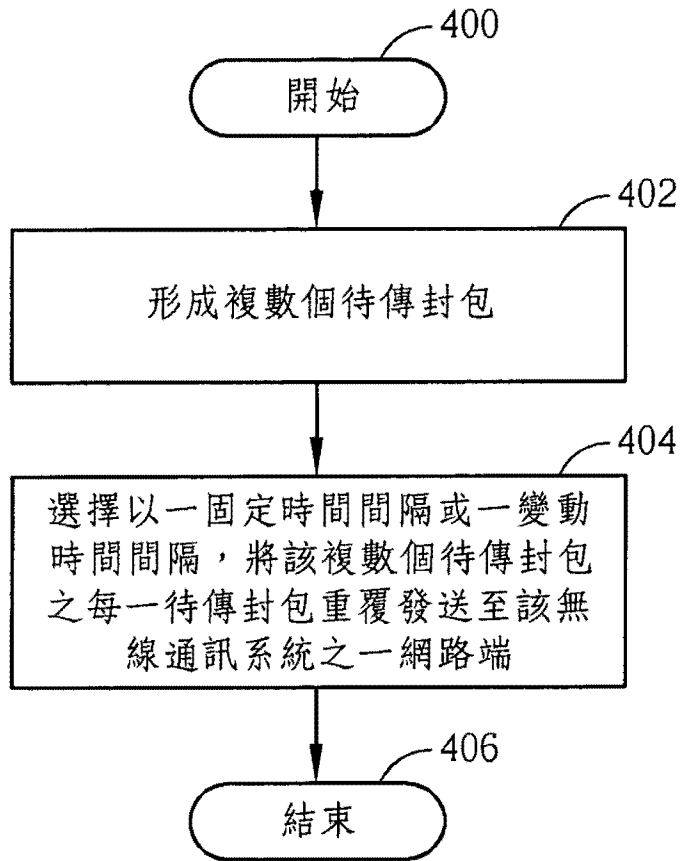 400
開始
402
形成複數個待傳封包
404
選擇以一固定時間間隔或一變動
時間間隔，將該複數個待傳封包
之每一待傳封包重覆發送至該無
線通訊系統之一網路端
406
結束